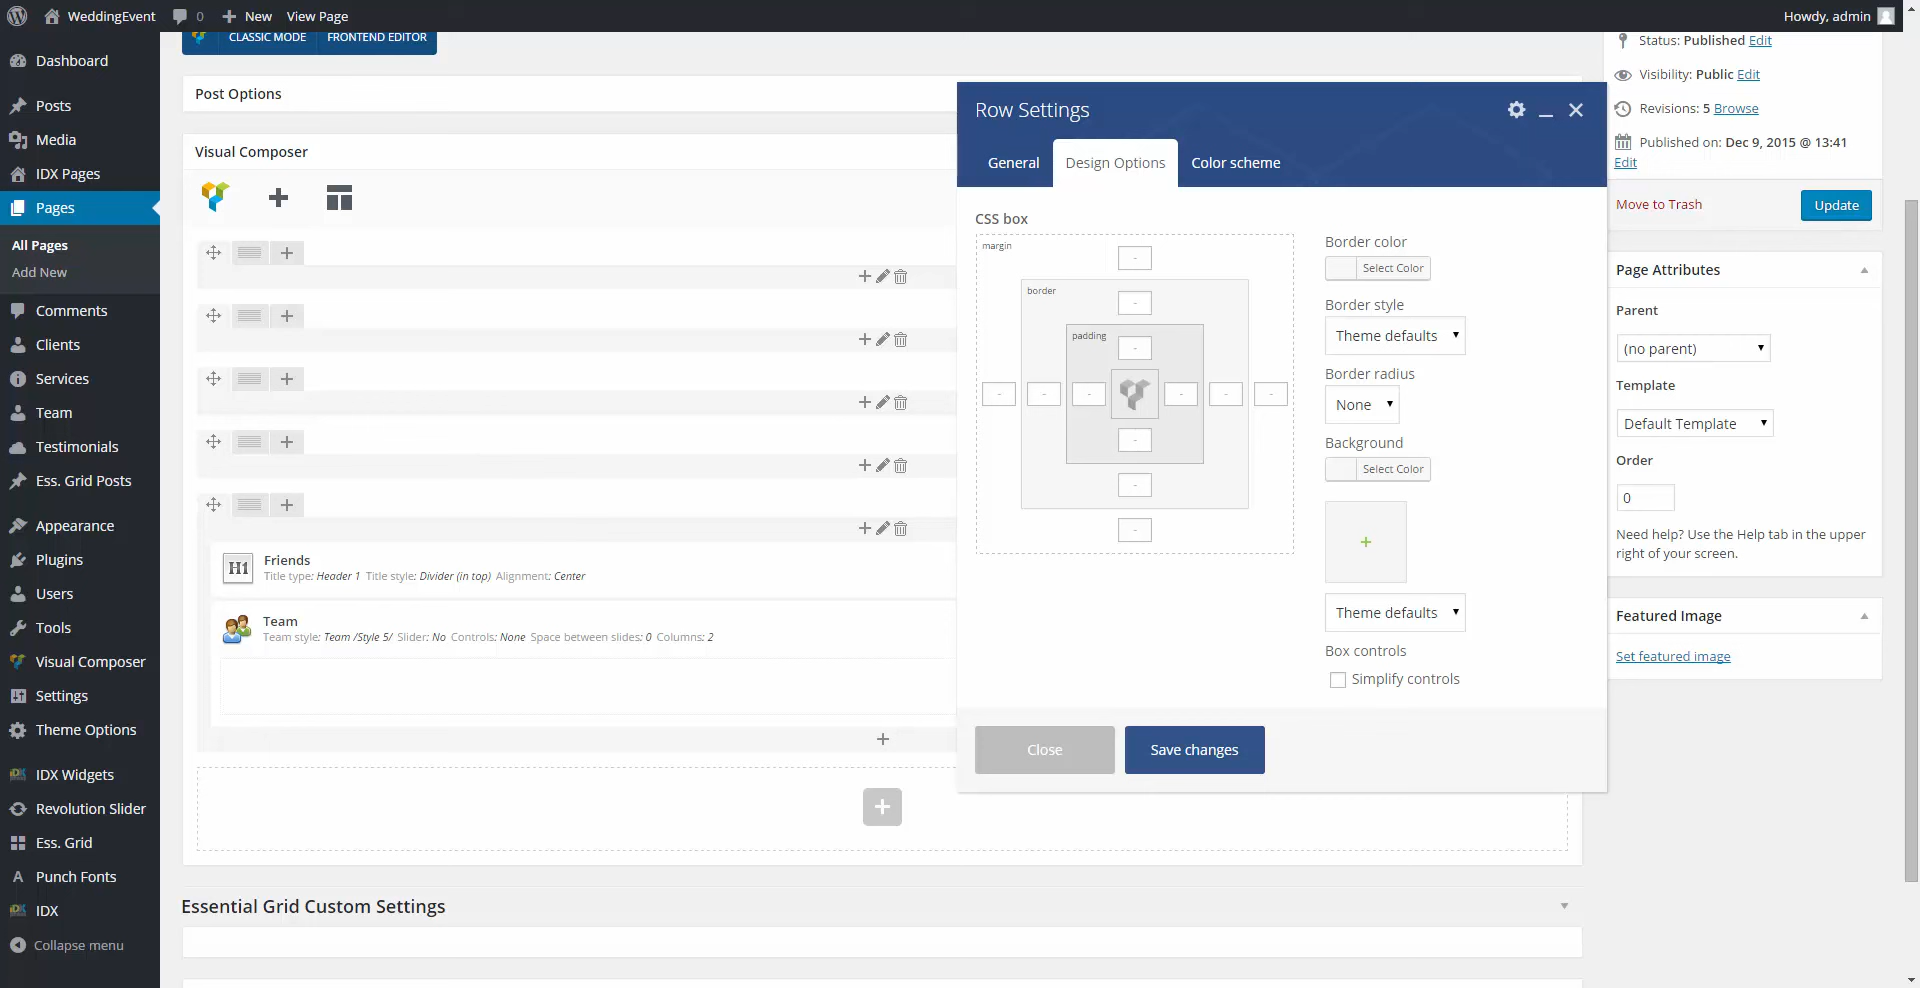 WeddingEvent
0
New
View Page
Howdy, admin
Dashboard
Posts
Media
IDX Pages
Pages
All Pages
Add New
Comments
Clients
Services
Team
Testimonials
Ess. Grid Posts
Appearance
Plugins
Users
Tools
Visual Composer
Settings
Theme Options
IDX Widgets
Revolution Slider
Ess. Grid
Punch Fonts
IDX
Collapse menu
CLASSIC MODE
FRONTEND EDITOR
Post Options
Visual Composer
H1
Friends
Title type: Header 1 Title style: Divider (in top) Alignment: Center
Team
Team style: Team /Style 5/ Slider: No Controls: None Space between slides: 0 Columns: 2
Essential Grid Custom Settings
Row Settings
General
Design Options
Color scheme
CSS box
margin
-
border
-
padding
-
- - - - - -
-
-
-
Border color
Select Color
Border style
Theme defaults
Border radius
None
Background
Select Color
+
Theme defaults
Box controls
Simplify controls
Close
Save changes
Status: Published Edit
Visibility: Public Edit
Revisions: 5 Browse
Published on: Dec 9, 2015 @ 13:41
Edit
Move to Trash
Update
Page Attributes
Parent
(no parent)
Template
Default Template
Order
0
Need help? Use the Help tab in the upper
right of your screen.
Featured Image
Set featured image